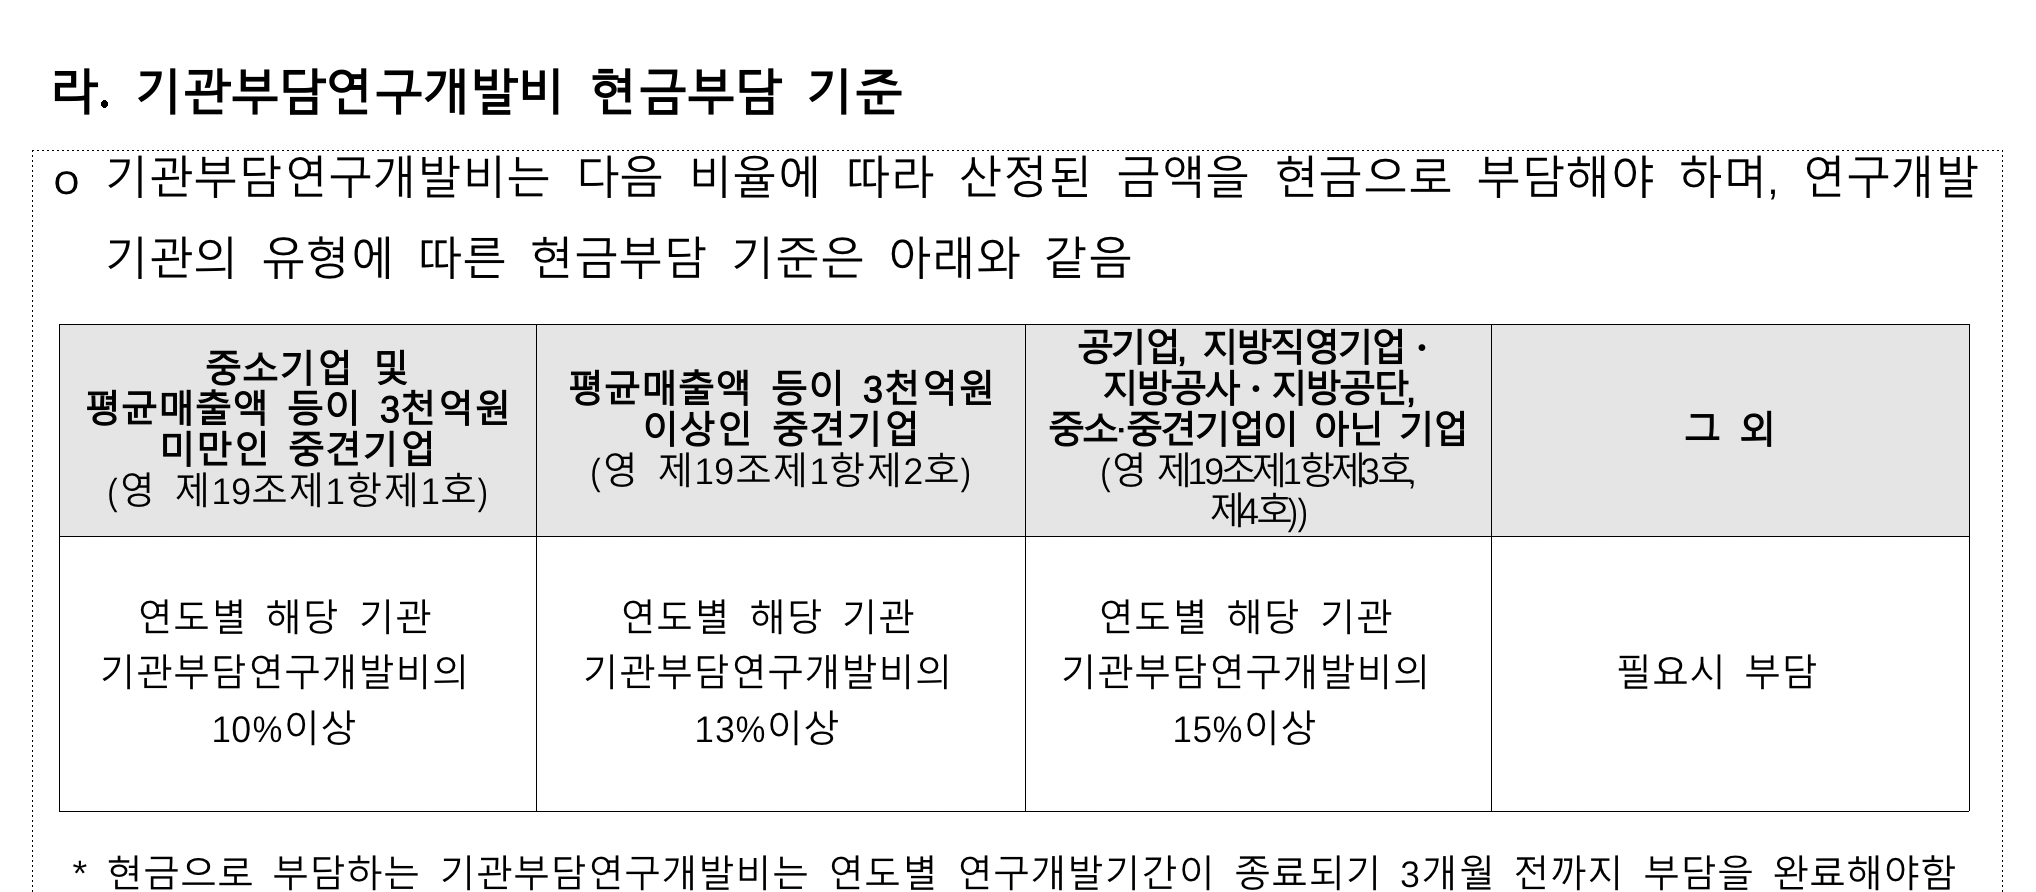 라. 기관부담연구개발비 현금부담 기준
o 기관부담연구개발비는 다음 비율에 따라 산정된 금액을 현금으로 부담해야 하며, 연구개발
기관의 유형에 따른 현금부담 기준은 아래와 같음
중소기업 및
평균매출액 등이 3천억원
미만인 중견기업
(영 제19조제1항제1호)
평균매출액 등이 3천억원
이상인 중견기업
(영 제19조제1항제2호)
공기업, 지방직영기업・
지방공사・지방공단,
중소·중견기업이 아닌 기업
(영 제19조제1항제3호,
제4호))
그 외
연도별 해당 기관
기관부담연구개발비의
10%이상
연도별 해당 기관
기관부담연구개발비의
13%이상
연도별 해당 기관
기관부담연구개발비의
15%이상
필요시 부담
* 현금으로 부담하는 기관부담연구개발비는 연도별 연구개발기간이 종료되기 3개월 전까지 부담을 완료해야함